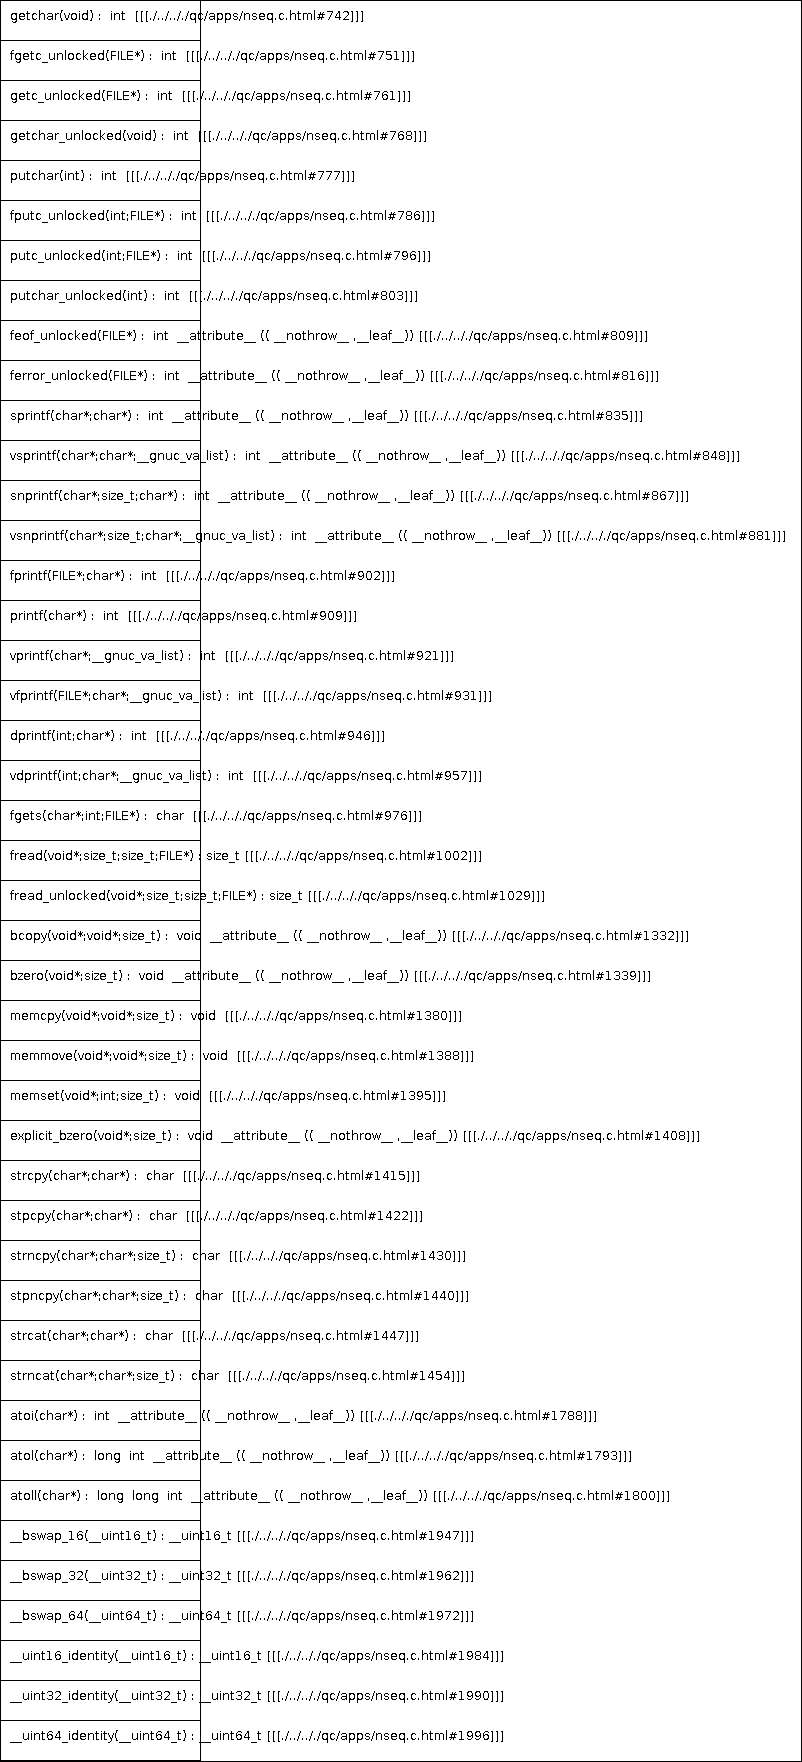 getchar(void) : int [[[./../.././qc/apps/nseq.c.html#742]]]
fgetc_unlocked(FILE*) : int [[[./../.././qc/apps/nseq.c.html#751]]]
getc_unlocked(FILE*) : int [[[./../.././qc/apps/nseq.c.html#761]]]
getchar_unlocked(void) : int [[[./../.././qc/apps/nseq.c.html#768]]]
putchar(int) : int [[[./../.././qc/apps/nseq.c.html#777]]]
fputc_unlocked(int;FILE*) : int [[[./../.././qc/apps/nseq.c.html#786]]]
putc_unlocked(int;FILE*) : int [[[./../.././qc/apps/nseq.c.html#796]]]
putchar_unlocked(int) : int [[[./../.././qc/apps/nseq.c.html#803]]]
feof_unlocked(FILE*) : int __attribute__ (( __nothrow__ ,__leaf__)) [[[./../.././qc/apps/nseq.c.html#809]]]
ferror_unlocked(FILE*) : int __attribute__ (( __nothrow__ ,__leaf__)) [[[./../.././qc/apps/nseq.c.html#816]]]
sprintf(char*;char*) : int __attribute__ (( __nothrow__ ,__leaf__)) [[[./../.././qc/apps/nseq.c.html#835]]]
vsprintf(char*;char*;__gnuc_va_list) : int __attribute__ (( __nothrow__ ,__leaf__)) [[[./../.././qc/apps/nseq.c.html#848]]]
snprintf(char*;size_t;char*) : int __attribute__ (( __nothrow__ ,__leaf__)) [[[./../.././qc/apps/nseq.c.html#867]]]
vsnprintf(char*;size_t;char*;__gnuc_va_list) : int __attribute__ (( __nothrow__ ,__leaf__)) [[[./../.././qc/apps/nseq.c.html#881]]]
fprintf(FILE*;char*) : int [[[./../.././qc/apps/nseq.c.html#902]]]
printf(char*) : int [[[./../.././qc/apps/nseq.c.html#909]]]
vprintf(char*;__gnuc_va_list) : int [[[./../.././qc/apps/nseq.c.html#921]]]
vfprintf(FILE*;char*;__gnuc_va_list) : int [[[./../.././qc/apps/nseq.c.html#931]]]
dprintf(int;char*) : int [[[./../.././qc/apps/nseq.c.html#946]]]
vdprintf(int;char*;__gnuc_va_list) : int [[[./../.././qc/apps/nseq.c.html#957]]]
fgets(char*;int;FILE*) : char [[[./../.././qc/apps/nseq.c.html#976]]]
fread(void*;size_t;size_t;FILE*) : size_t [[[./../.././qc/apps/nseq.c.html#1002]]]
fread_unlocked(void*;size_t;size_t;FILE*) : size_t [[[./../.././qc/apps/nseq.c.html#1029]]]
bcopy(void*;void*;size_t) : void __attribute__ (( __nothrow__ ,__leaf__)) [[[./../.././qc/apps/nseq.c.html#1332]]]
bzero(void*;size_t) : void __attribute__ (( __nothrow__ ,__leaf__)) [[[./../.././qc/apps/nseq.c.html#1339]]]
memcpy(void*;void*;size_t) : void [[[./../.././qc/apps/nseq.c.html#1380]]]
memmove(void*;void*;size_t) : void [[[./../.././qc/apps/nseq.c.html#1388]]]
memset(void*;int;size_t) : void [[[./../.././qc/apps/nseq.c.html#1395]]]
explicit_bzero(void*;size_t) : void __attribute__ (( __nothrow__ ,__leaf__)) [[[./../.././qc/apps/nseq.c.html#1408]]]
strcpy(char*;char*) : char [[[./../.././qc/apps/nseq.c.html#1415]]]
stpcpy(char*;char*) : char [[[./../.././qc/apps/nseq.c.html#1422]]]
strncpy(char*;char*;size_t) : char [[[./../.././qc/apps/nseq.c.html#1430]]]
stpncpy(char*;char*;size_t) : char [[[./../.././qc/apps/nseq.c.html#1440]]]
strcat(char*;char*) : char [[[./../.././qc/apps/nseq.c.html#1447]]]
strncat(char*;char*;size_t) : char [[[./../.././qc/apps/nseq.c.html#1454]]]
atoi(char*) : int __attribute__ (( __nothrow__ ,__leaf__)) [[[./../.././qc/apps/nseq.c.html#1788]]]
atol(char*) : long int __attribute__ (( __nothrow__ ,__leaf__)) [[[./../.././qc/apps/nseq.c.html#1793]]]
atoll(char*) : long long int __attribute__ (( __nothrow__ ,__leaf__)) [[[./../.././qc/apps/nseq.c.html#1800]]]
__bswap_16(__uint16_t) : __uint16_t [[[./../.././qc/apps/nseq.c.html#1947]]]
__bswap_32(__uint32_t) : __uint32_t [[[./../.././qc/apps/nseq.c.html#1962]]]
__bswap_64(__uint64_t) : __uint64_t [[[./../.././qc/apps/nseq.c.html#1972]]]
__uint16_identity(__uint16_t) : __uint16_t [[[./../.././qc/apps/nseq.c.html#1984]]]
__uint32_identity(__uint32_t) : __uint32_t [[[./../.././qc/apps/nseq.c.html#1990]]]
__uint64_identity(__uint64_t) : __uint64_t [[[./../.././qc/apps/nseq.c.html#1996]]]